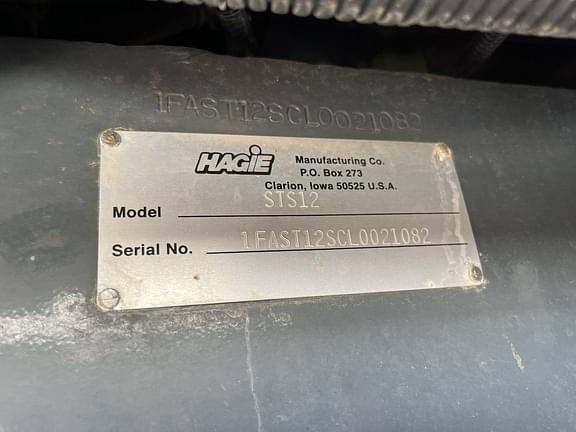 1FAST12SCL0021082
HAGIE Manufacturing Co.
P.O. Box 273
Clarion, Iowa 50525 U.S.A.
Model STS12
Serial No. 1FAST12SCL0021082